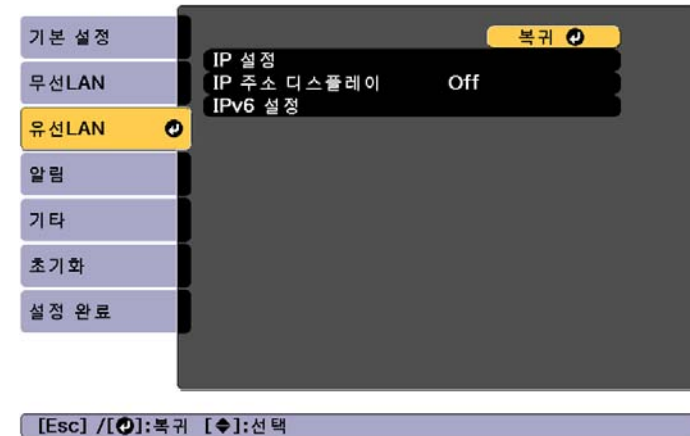 기본 설정
무선LAN
유선LAN
알림
기타
초기화
설정 완료
복귀
IP 설정
IP 주소 디스플레이 Off
IPv6 설정
[Esc] /[↵]:복귀 [◆]:선택